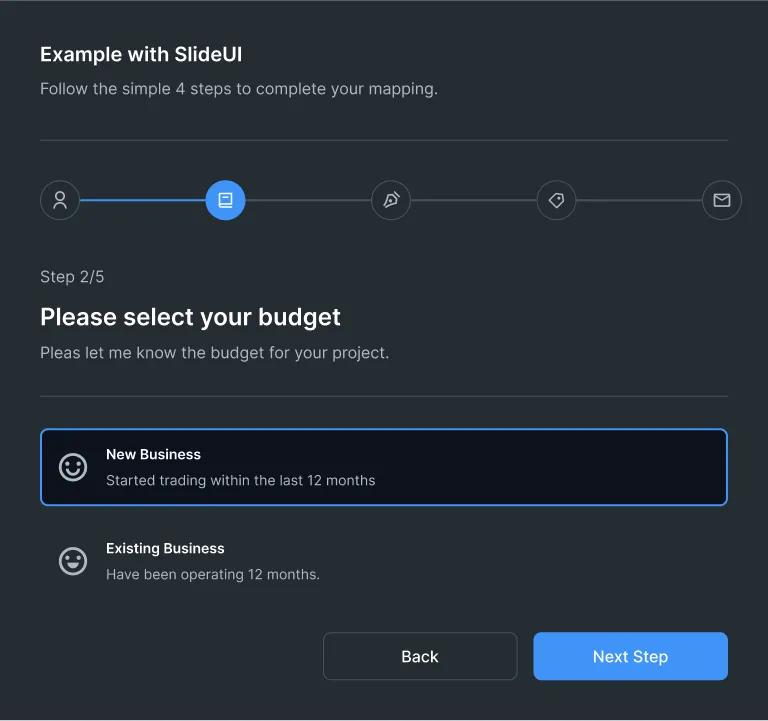 Example with SlideUI
Follow the simple 4 steps to complete your mapping.
Step 2/5
Please select your budget
Pleas let me know the budget for your project.
New Business
Started trading within the last 12 months
Existing Business
Have been operating 12 months.
Back
Next Step